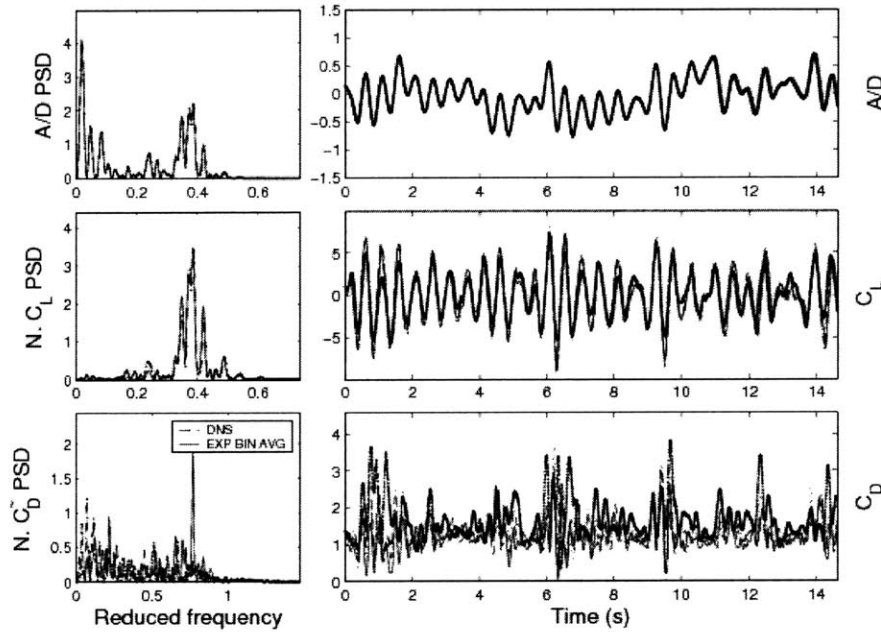 A/D PSD
4
3
2
1
0
0 0.2 0.4 0.6
1.5
1
0.5
0
−0.5
−1
−1.5
0 2 4 6 8 10 12 14
A/D
N. C_L PSD
4
3
2
1
0
0 0.2 0.4 0.6
5
0
−5
0 2 4 6 8 10 12 14
C_L
N. C_D~ PSD
2
1.5
1
0.5
0
0 0.5 1
DNS
EXP BIN AVG
Reduced frequency
4
3
2
1
0
0 2 4 6 8 10 12 14
C_D
Time (s)